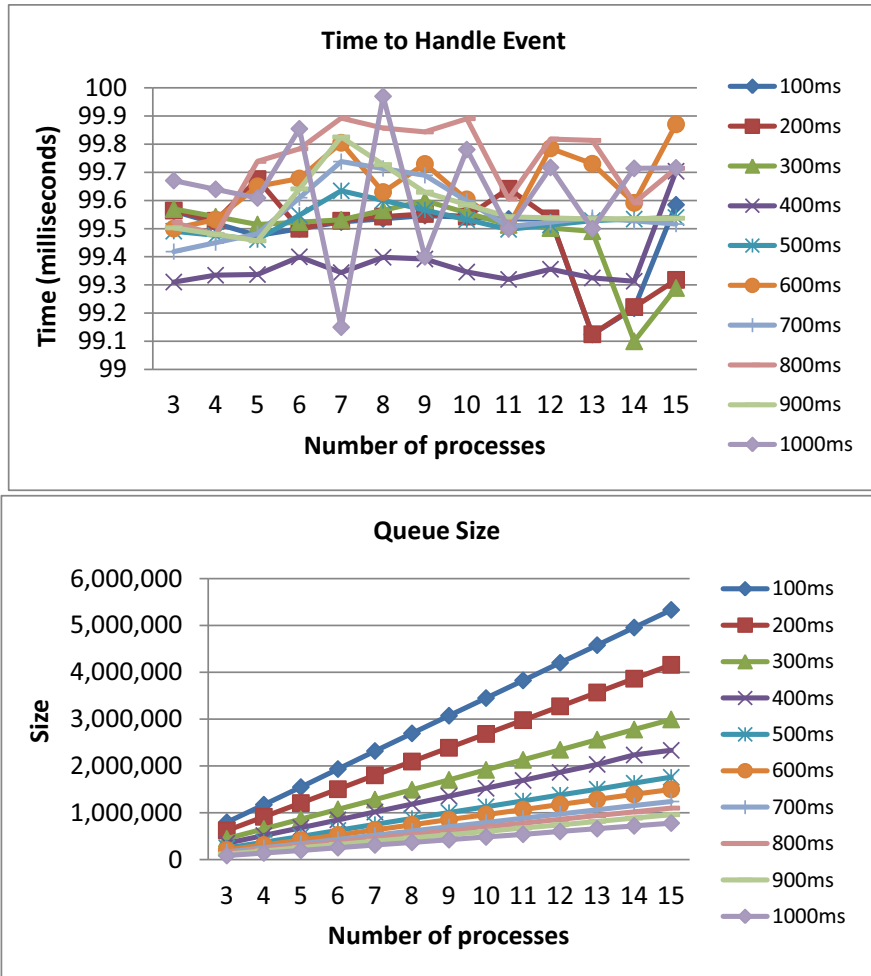 Time to Handle Event
Time (milliseconds)
100
99.9
99.8
99.7
99.6
99.5
99.4
99.3
99.2
99.1
99
3 4 5 6 7 8 9 10 11 12 13 14 15
Number of processes
100ms
200ms
300ms
400ms
500ms
600ms
700ms
800ms
900ms
1000ms
Queue Size
Size
6,000,000
5,000,000
4,000,000
3,000,000
2,000,000
1,000,000
0
3 4 5 6 7 8 9 10 11 12 13 14 15
Number of processes
100ms
200ms
300ms
400ms
500ms
600ms
700ms
800ms
900ms
1000ms